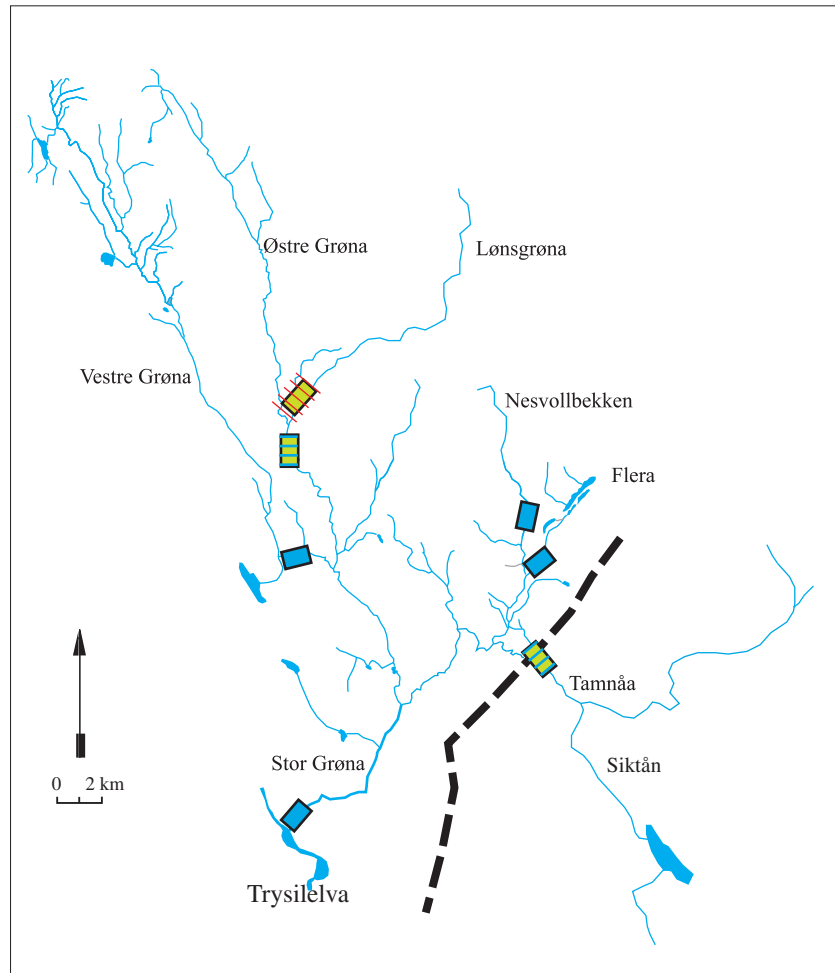 Østre Grøna
Lønsgrøna
Vestre Grøna
Nesvollbekken
Flera
Tamnåa
Stor Grøna
Siktån
0 2 km
Trysilelva